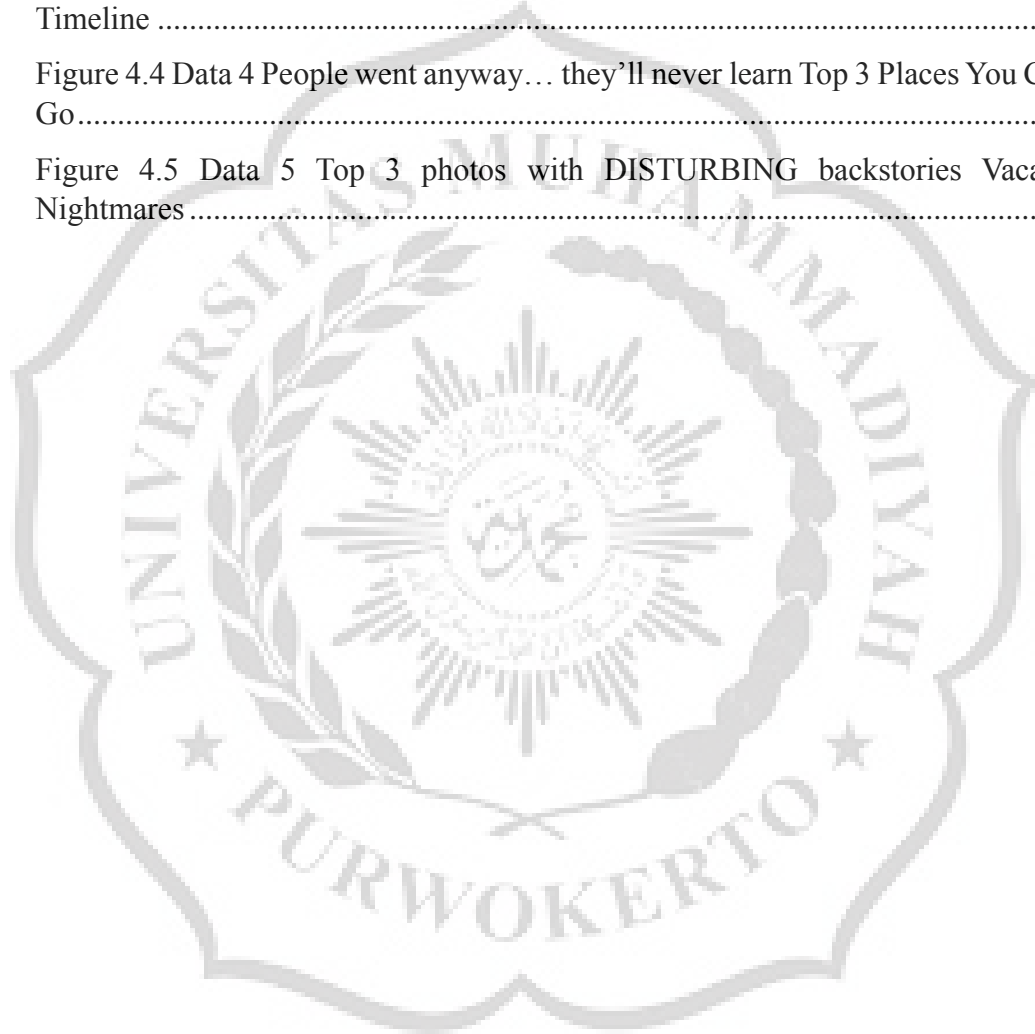 Timeline ....................................................................................................................
Figure 4.4 Data 4 People went anyway… they’ll never learn Top 3 Places You
Go..............................................................................................................................
Figure 4.5 Data 5 Top 3 photos with DISTURBING backstories
Nightmares................................................................................................................
UNIVERSITAS MUHAMMADIYAH
★ PURWOKERTO ★